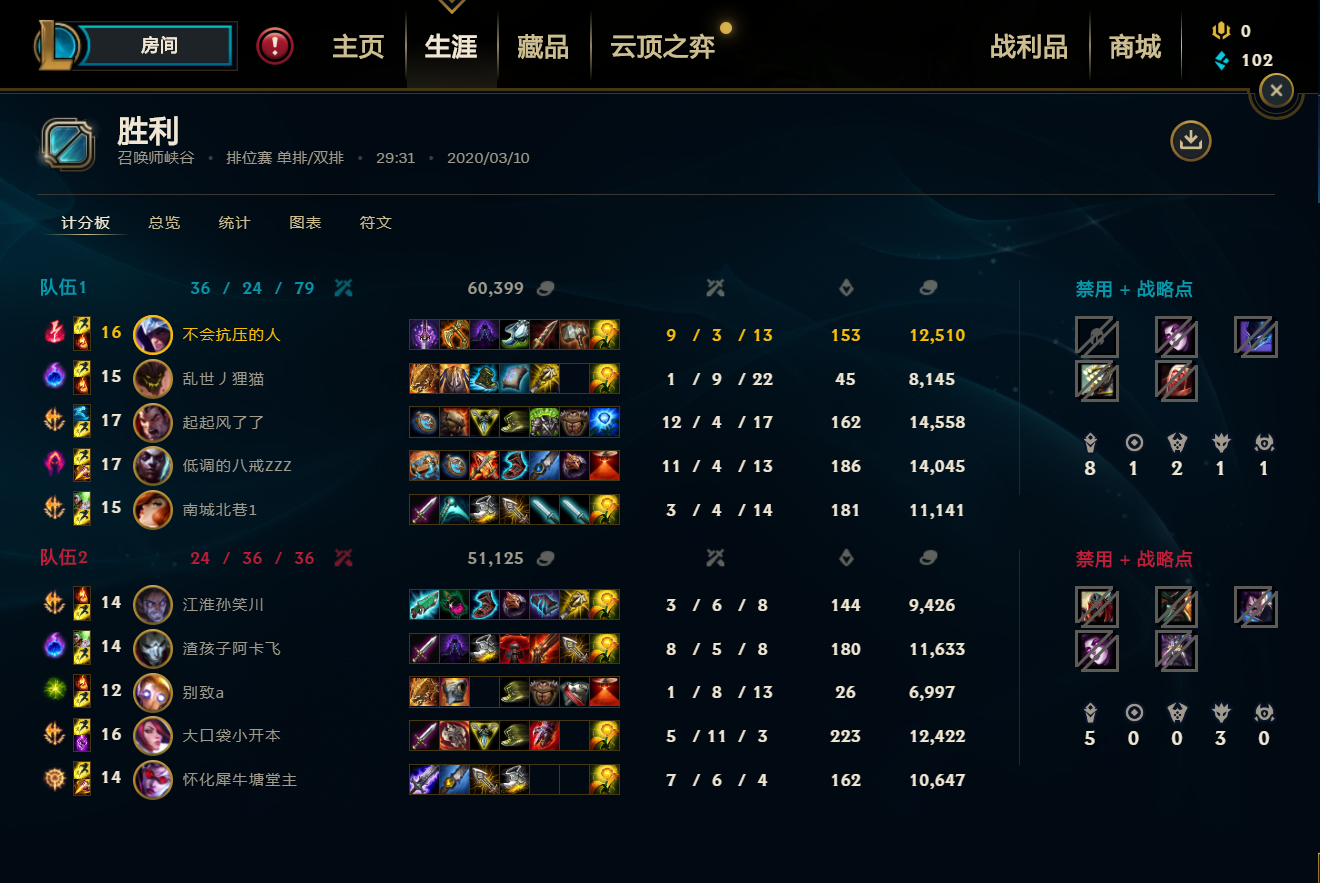 房间 主页 生涯 藏品 云顶之弈 战利品 商城 0
102
胜利
召唤师峡谷 • 排位赛 单排/双排 • 29:31 • 2020/03/10
计分板 总览 统计 图表 符文
队伍1 36 / 24 / 79 60,399 禁用 + 战略点
16 不会抗压的人 9 / 3 / 13 153 12,510
15 乱世丿狸猫 1 / 9 / 22 45 8,145
17 起起风了了 12 / 4 / 17 162 14,558
17 低调的八戒ZZZ 11 / 4 / 13 186 14,045
8 1 2 1 1
15 南城北巷1 3 / 4 / 14 181 11,141
队伍2 24 / 36 / 36 51,125 禁用 + 战略点
14 江淮孙笑川 3 / 6 / 8 144 9,426
14 渣孩子阿卡飞 8 / 5 / 8 180 11,633
12 别致a 1 / 8 / 13 26 6,997
16 大口袋小开本 5 / 11 / 3 223 12,422
5 0 0 3 0
14 怀化犀牛塘堂主 7 / 6 / 4 162 10,647